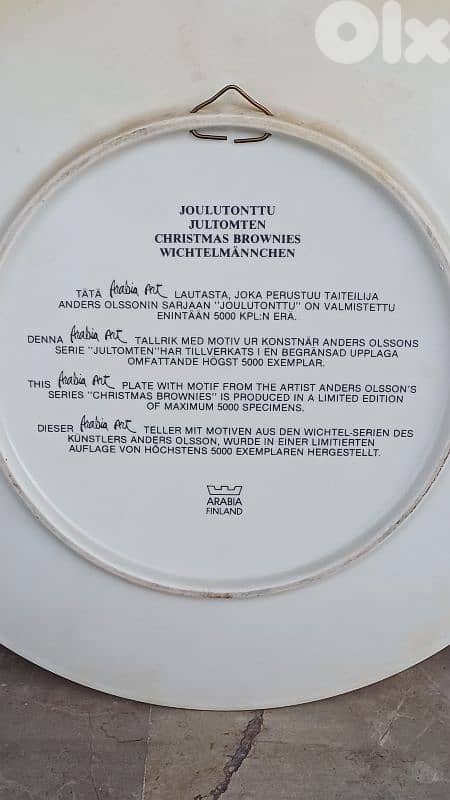 Olx
JOULUTONTTU
JULTOMTEN
CHRISTMAS BROWNIES
WICHTELMÄNNCHEN
TÄTÄ Arabia Art LAUTASTA, JOKA PERUSTUU TAITEILIJA
ANDERS OLSSONIN SARJAAN "JOULUTONTTU" ON VALMISTETTU
ENINTÄÄN 5000 KPL:N ERÄ.
DENNA Arabia Art TALLRIK MED MOTIV UR KONSTNÄR ANDERS OLSSONS
SERIE "JULTOMTEN"HAR TILLVERKATS I EN BEGRÄNSAD UPPLAGA
OMFATTANDE HÖGST 5000 EXEMPLAR.
THIS Arabia Art PLATE WITH MOTIF FROM THE ARTIST ANDERS OLSSON'S
SERIES "CHRISTMAS BROWNIES" IS PRODUCED IN A LIMITED EDITION
OF MAXIMUM 5000 SPECIMENS.
DIESER Arabia Art TELLER MIT MOTIVEN AUS DEN WICHTEL-SERIEN DES
KÜNSTLERS ANDERS OLSSON, WURDE IN EINER LIMITIERTEN
AUFLAGE VON HÖCHSTENS 5000 EXEMPLAREN HERGESTELLT.
ARABIA
FINLAND